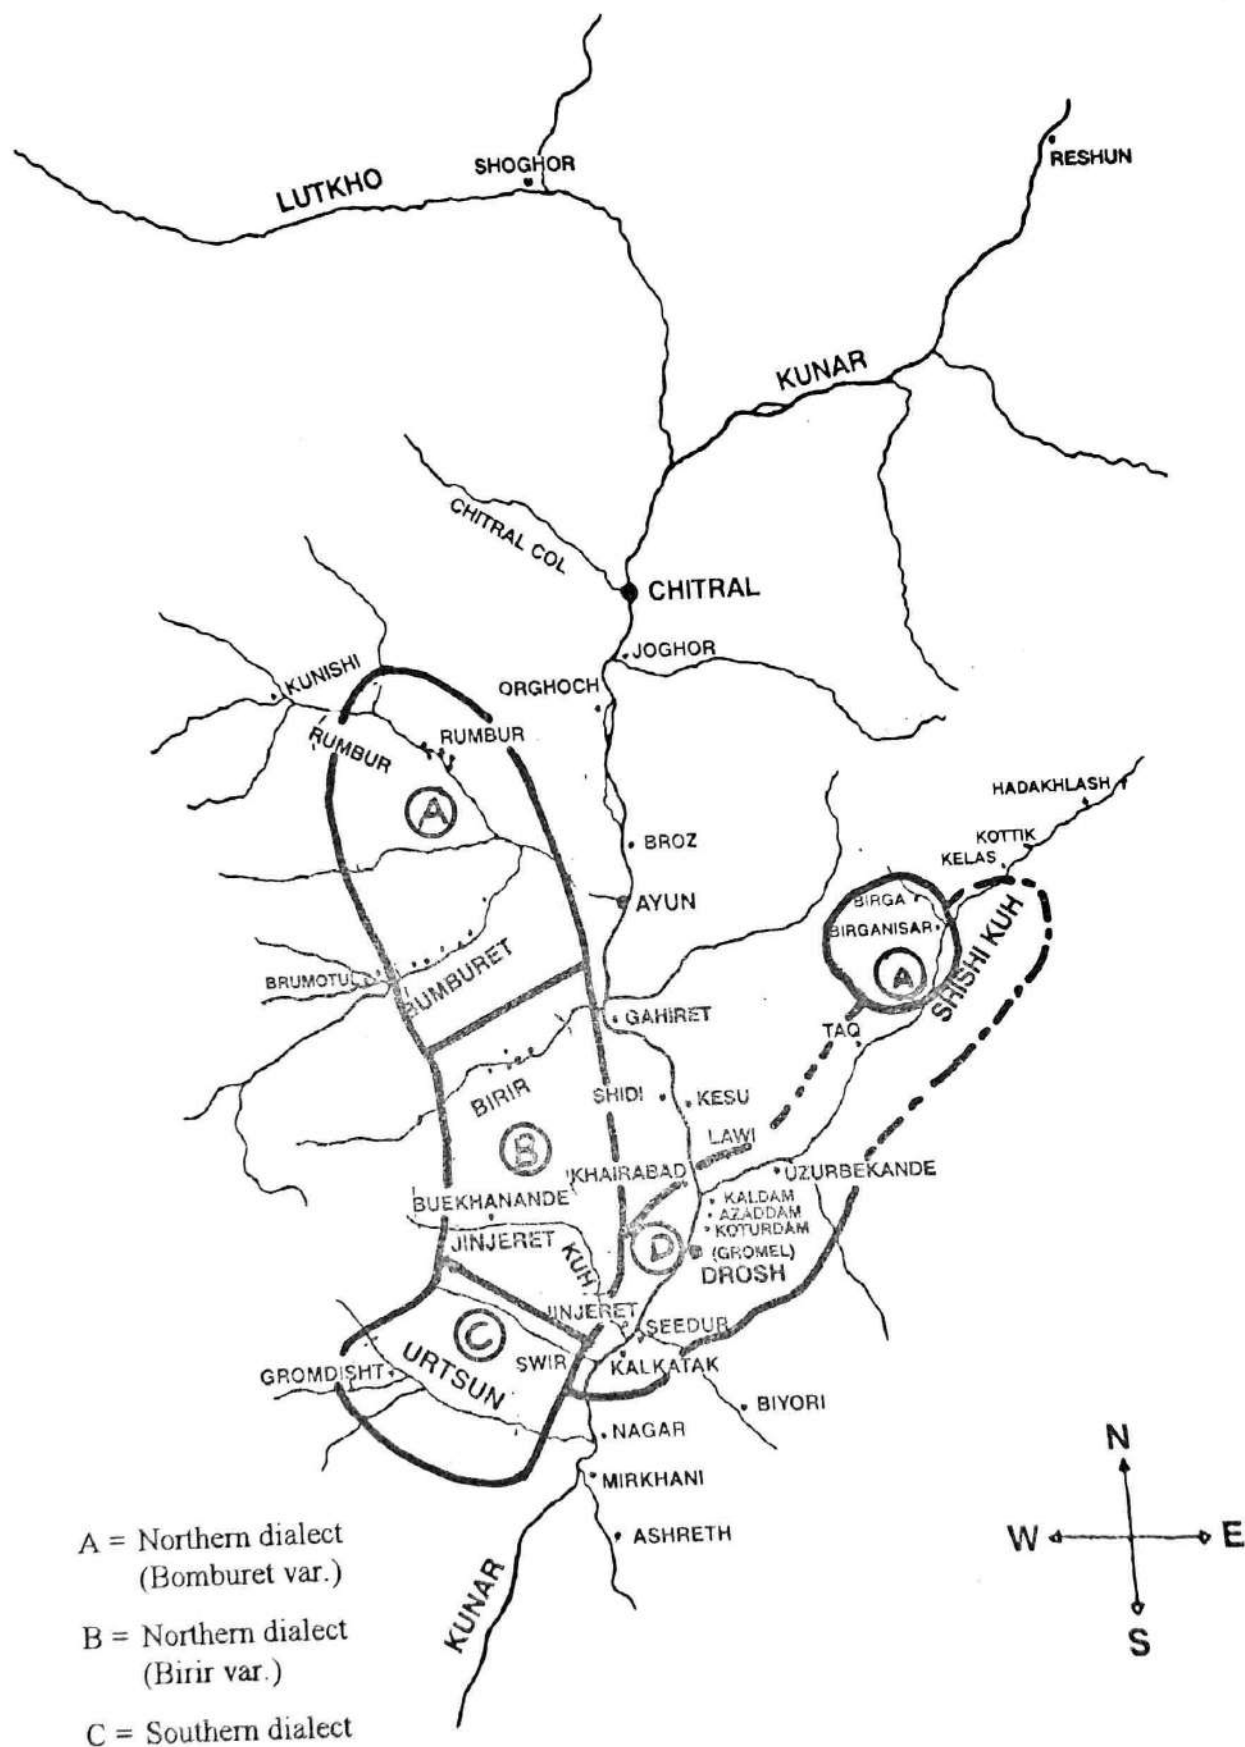 SHOGHOR
RESHUN
LUTKHO
KUNAR
CHITRAL COL
CHITRAL
JOGHOR
KUNISHI
ORGHOCH
RUMBUR
RUMBUR
A
HADAKHLASH
BROZ
KOTTIK
KELAS
AYUN
BIRGA
BIRGANISAR
BUMBURET
BRUMOTUL
A
SHISHI KUH
GAHIRET
TAQ
BIRIR
SHIDI
KESU
LAWI
B
KHAIRABAD
UZURBEKANDE
BUEKHANANDE
KALDAM
AZADDAM
KOTURDAM
JINJERET
KUH
D
(GROMEL)
DROSH
JINJERET
SEEDUR
C
URTSUN
SWIR
KALKATAK
GROMDISHT
BIYORI
NAGAR
MIRKHANI
ASHRETH
KUNAR
N
W
E
S
A = Northern dialect
(Bomburet var.)
B = Northern dialect
(Birir var.)
C = Southern dialect